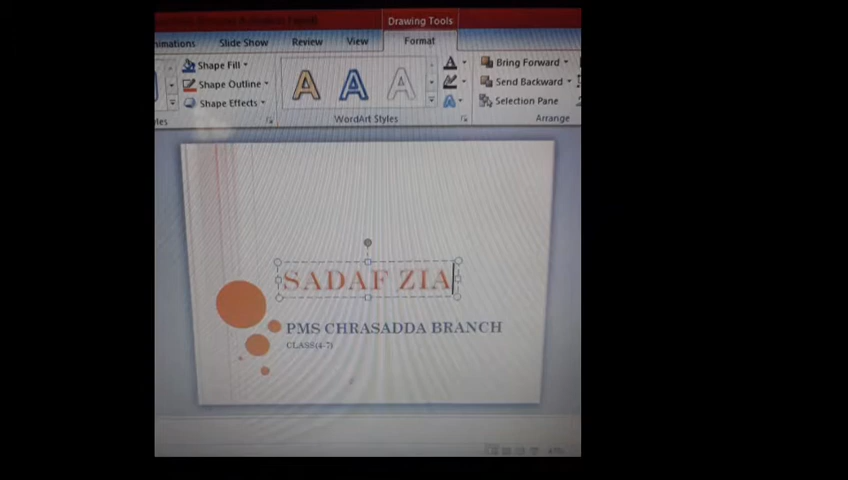 Drawing Tools
nimations Slide Show Review View Format
Shape Fill
Shape Outline
Shape Effects
Bring Forward
Send Backward
Selection Pane
les WordArt Styles Arrange
SADAF ZIA
PMS CHRASADDA BRANCH
CLASS(4-7)